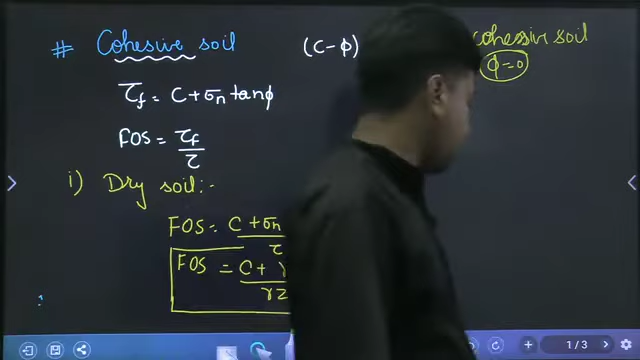 # Cohesive soil (C-φ)
cohesive soil
φ=0
τf = C + σn tanφ
FOS = τf / τ
i) Dry soil:-
FOS = C + σn / τ
FOS = C + γ / γz
1/3